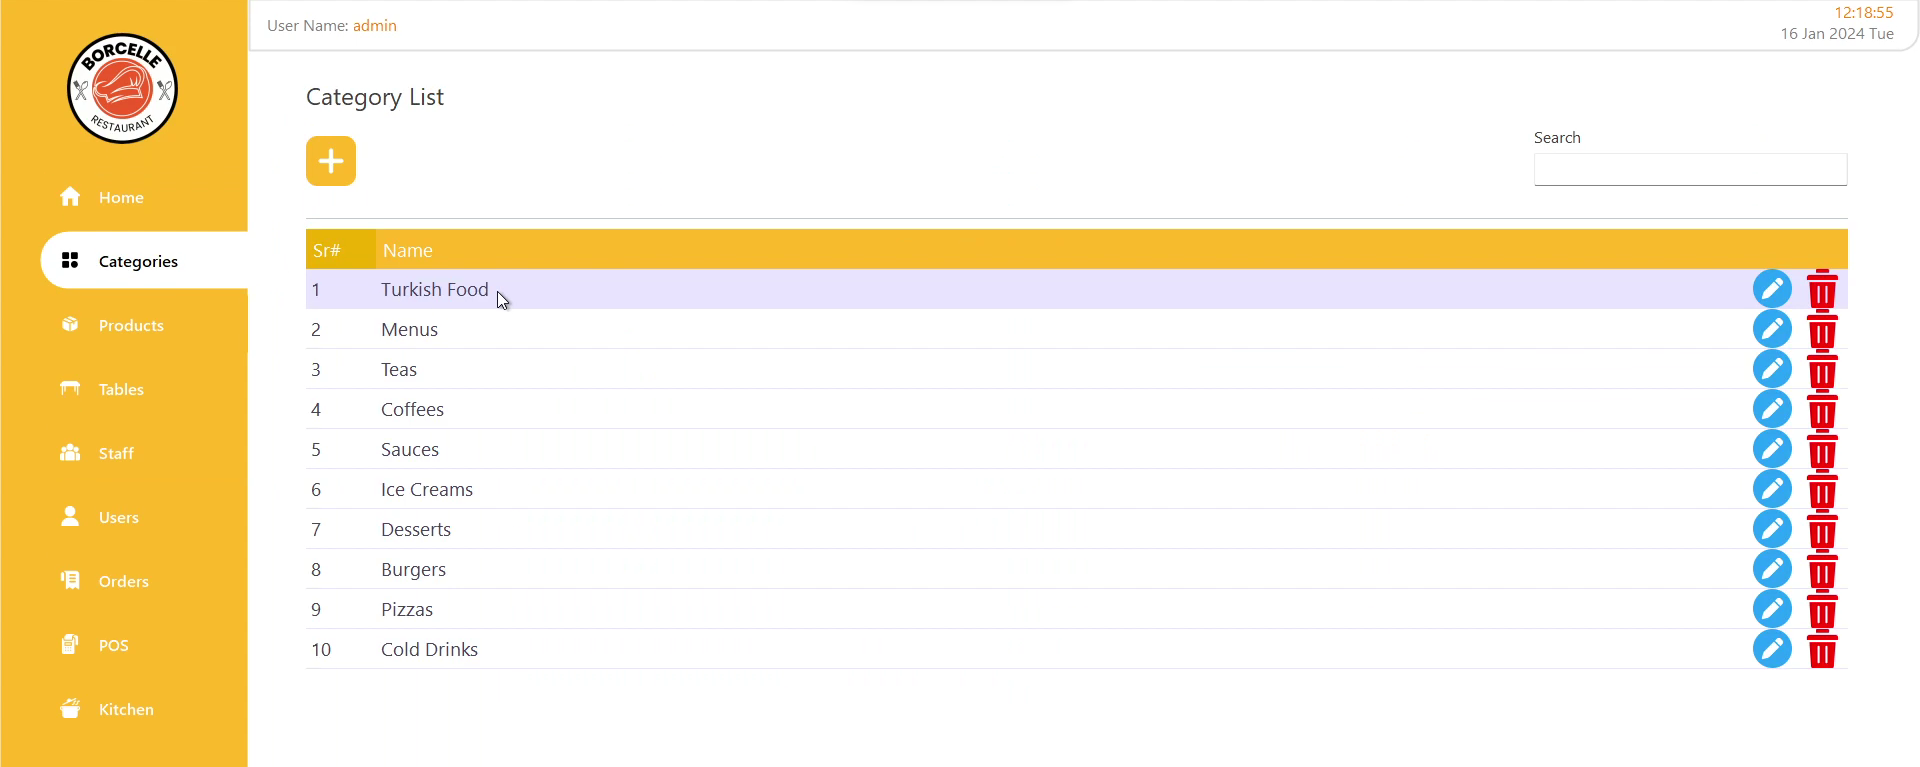 BORCELLE
RESTAURANT
Home
Categories
Products
Tables
Staff
Users
Orders
POS
Kitchen
User Name: admin
12:18:55
16 Jan 2024 Tue
Category List
Search
Sr# Name
1 Turkish Food
2 Menus
3 Teas
4 Coffees
5 Sauces
6 Ice Creams
7 Desserts
8 Burgers
9 Pizzas
10 Cold Drinks